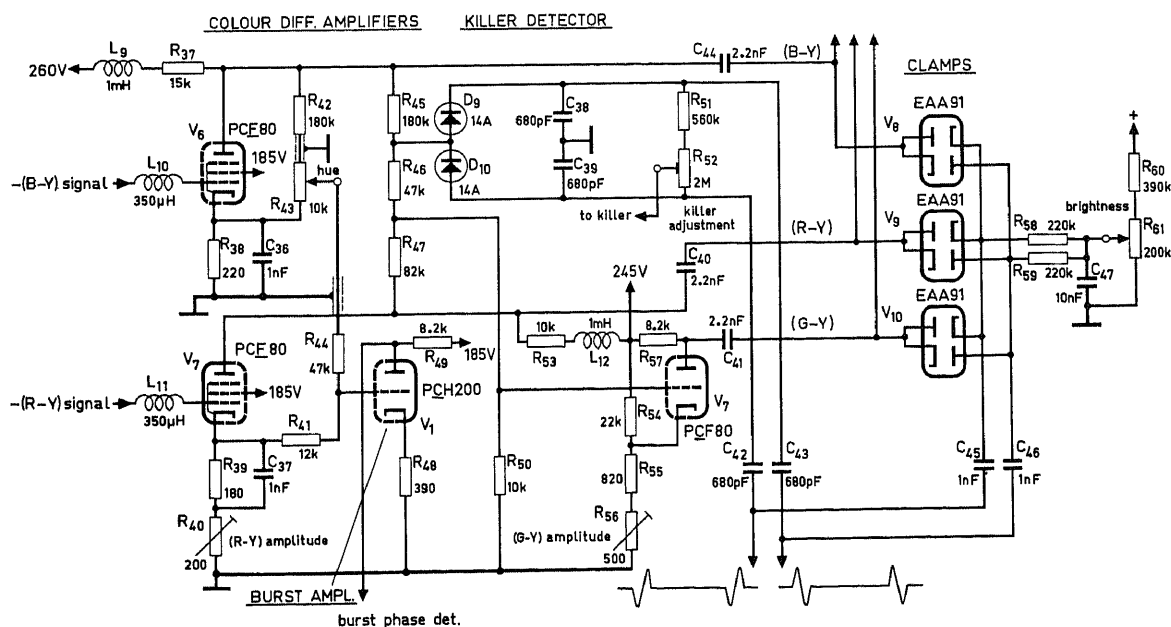 COLOUR DIFF. AMPLIFIERS
KILLER DETECTOR
L9
1mH
R37
15k
260V
C44
2.2nF
(B-Y)
CLAMPS
R42
180k
R45
180k
D9
14A
C38
680pF
R51
560k
EAA91
V8
V6
PCF80
185V
L10
350µH
-(B-Y) signal
hue
R43
10k
R46
47k
D10
14A
C39
680pF
R52
2M
to killer
killer adjustment
+
R60
390k
EAA91
V9
R38
220
C36
1nF
R47
82k
(R-Y)
C40
2.2nF
R58
220k
R59
220k
brightness
R61
200k
C47
10nF
245V
EAA91
V10
V7
PCF80
185V
L11
350µH
-(R-Y) signal
R44
47k
8.2k
R49
185V
PCH200
V1
10k
R53
1mH
L12
8.2k
R57
2.2nF
C41
(G-Y)
V7
PCF80
R54
22k
R41
12k
R39
180
C37
1nF
R48
390
R50
10k
R55
820
C42
680pF
C43
680pF
C45
1nF
C46
1nF
R40
200
(R-Y) amplitude
(G-Y) amplitude
R56
500
BURST AMPL.
burst phase det.